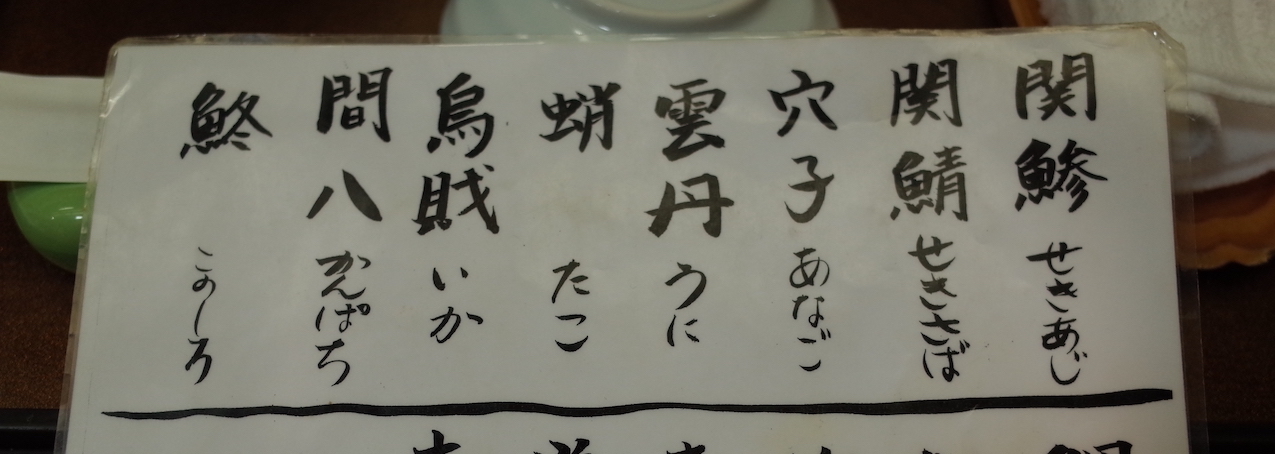 関鯵 せきあじ
関鯖 せきさば
穴子 あなご
雲丹 うに
蛸 たこ
烏賊 いか
間八 かんぱち
鮗 このしろ